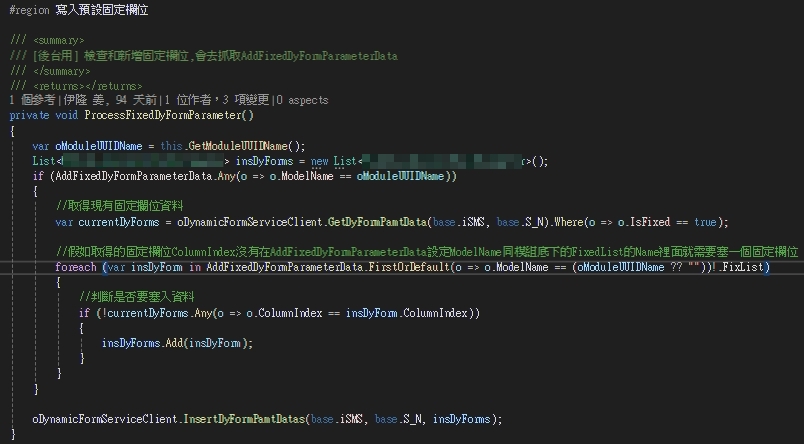 #region 寫入預設固定欄位
/// <summary>
/// [後台用] 檢查和新增固定欄位,會去抓取AddFixedDyFormParameterData
/// </summary>
/// <returns></returns>
1 個參考|伊隆 姜, 94 天前|1 位作者，3 項變更|0 aspects
private void ProcessFixedDyFormParameter()
{
var oModuleUUIDName = this.GetModuleUUIDName();
List< > insDyForms = new List< r>();
if (AddFixedDyFormParameterData.Any(o => o.ModelName == oModuleUUIDName))
{
//取得現有固定欄位資料
var currentDyForms = oDynamicFormServiceClient.GetDyFormPamtData(base.iSMS, base.S_N).Where(o => o.IsFixed == true);
//假如取得的固定欄位ColumnIndex沒有在AddFixedDyFormParameterData設定ModelName同模組底下的FixedList的Name裡面就需要塞一個固定欄位
foreach (var insDyForm in AddFixedDyFormParameterData.FirstOrDefault(o => o.ModelName == (oModuleUUIDName ?? ""))!.FixList)
{
//判斷是否要塞入資料
if (!currentDyForms.Any(o => o.ColumnIndex == insDyForm.ColumnIndex))
{
insDyForms.Add(insDyForm);
}
}
}
oDynamicFormServiceClient.InsertDyFormPamtDatas(base.iSMS, base.S_N, insDyForms);
}